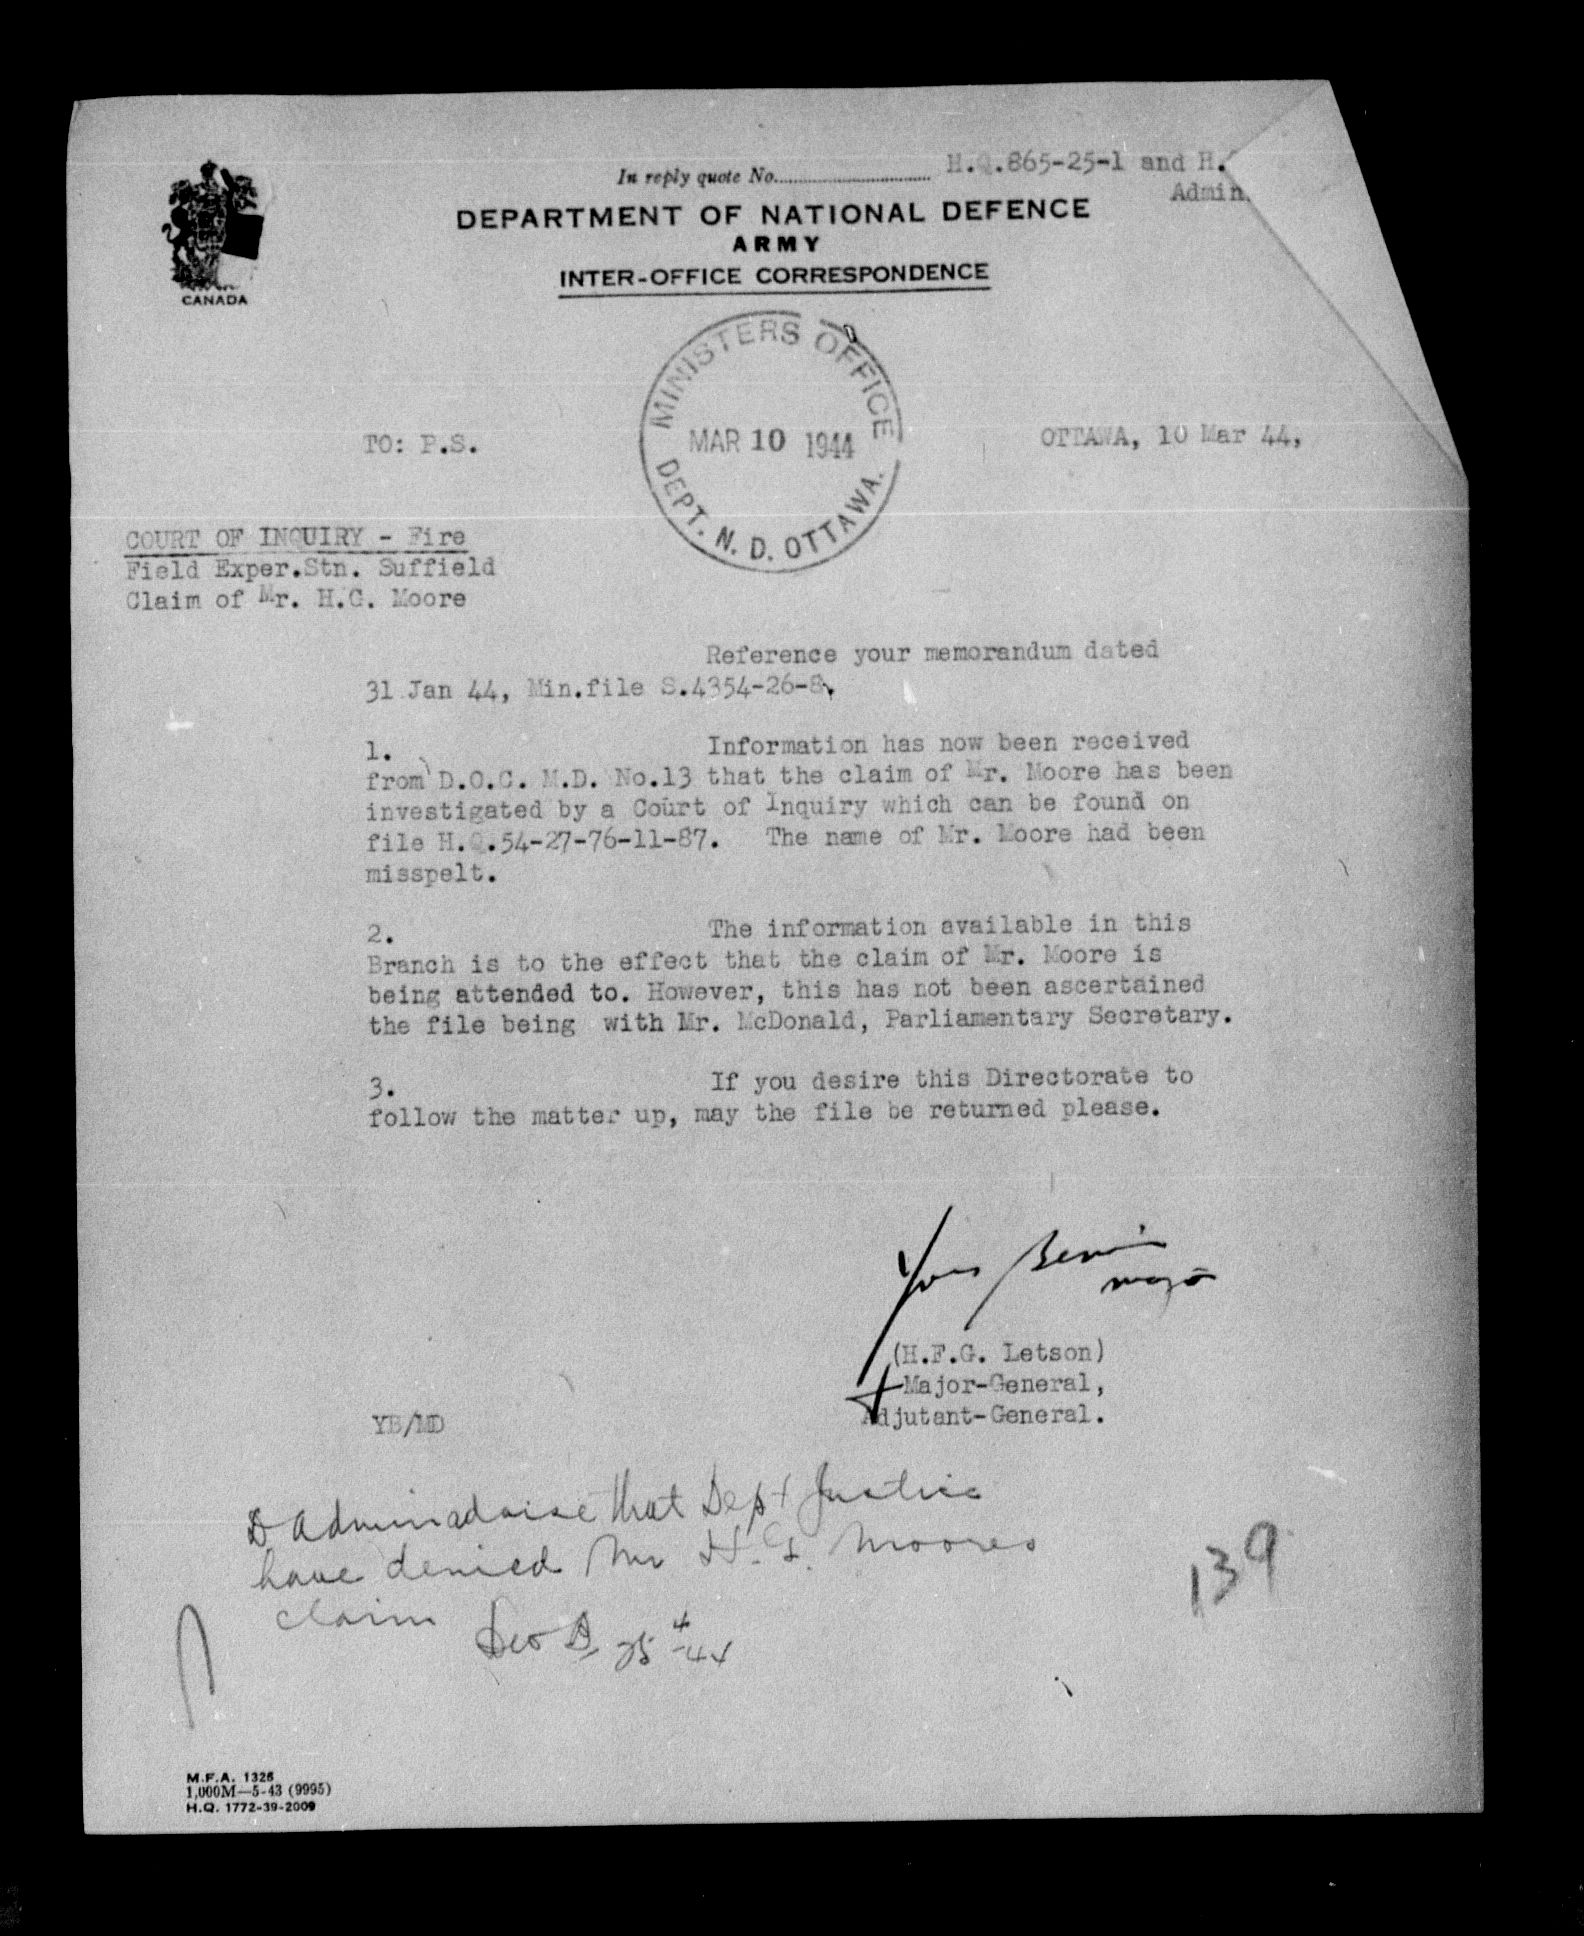 In reply quote No.............................. H.Q.865-25-1 and H.
Admin.
DEPARTMENT OF NATIONAL DEFENCE
ARMY
INTER-OFFICE CORRESPONDENCE
CANADA
MINISTERS OFFICE
MAR 10 1944
DEPT. N. D. OTTAWA.
TO: P.S.
OTTAWA, 10 Mar 44,
COURT OF INQUIRY - Fire
Field Exper.Stn. Suffield
Claim of Mr. H.G. Moore
Reference your memorandum dated
31 Jan 44, Min.file S.4354-26-8.
1. Information has now been received
from D.O.C. M.D. No.13 that the claim of Mr. Moore has been
investigated by a Court of Inquiry which can be found on
file H.Q.54-27-76-11-87. The name of Mr. Moore had been
misspelt.
2. The information available in this
Branch is to the effect that the claim of Mr. Moore is
being attended to. However, this has not been ascertained
the file being with Mr. McDonald, Parliamentary Secretary.
3. If you desire this Directorate to
follow the matter up, may the file be returned please.
(H.F.G. Letson)
Major-General,
Adjutant-General.
YB/MD
D Admin advise that Dept Justice
have denied Mr H.G. Moores
claim
139
M.F.A. 1326
1,000M—5-43 (9995)
H.Q. 1772-39-2009